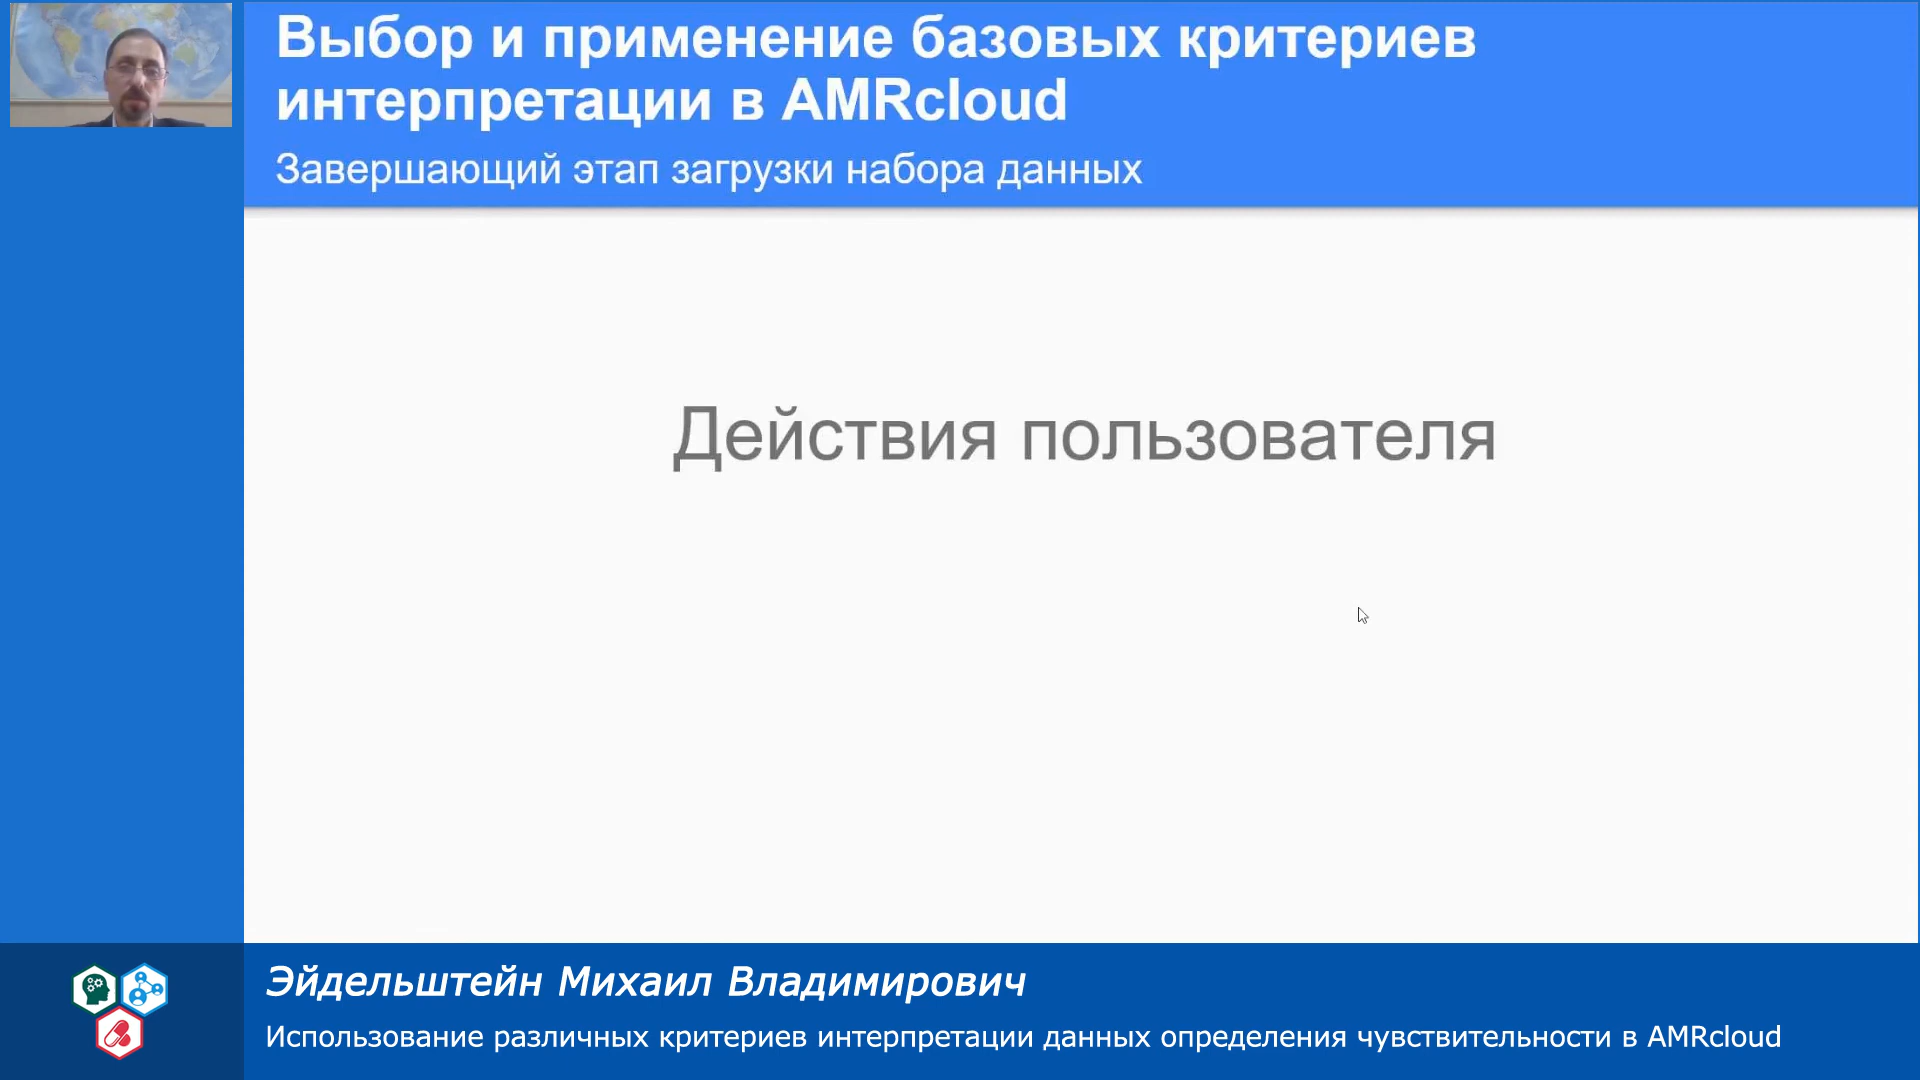 Выбор и применение базовых критериев
интерпретации в AMRcloud
Завершающий этап загрузки набора данных
Действия пользователя
Эйдельштейн Михаил Владимирович
Использование различных критериев интерпретации данных определения чувствительности в AMRcloud